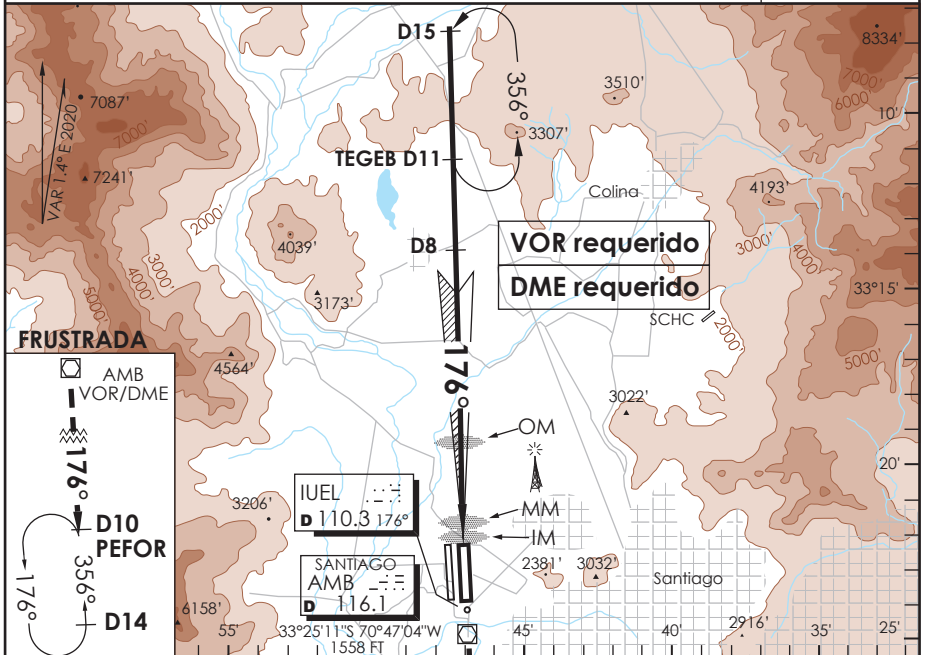 D15
8334'
3510'
7087'
356°
7000'
6000'
10'
3307'
7000'
VAR 1.4° E 2020
TEGEB D11
7241'
Colina
4193'
2000'
4039'
D8
VOR requerido
3000'
4000'
3000'
4000'
5000'
DME requerido
33°15'
3173'
SCHC
2000'
FRUSTRADA
176°
5000'
4564'
AMB
VOR/DME
3022'
OM
20'
176°
IUEL
D 110.3 176°
3206'
MM
IM
D10
PEFOR
SANTIAGO
AMB
D 116.1
2381'
3032'
Santiago
356°
176°
D14
6158'
55'
33°25'11"S 70°47'04"W
1558 FT
45'
40'
2916'
35'
25'